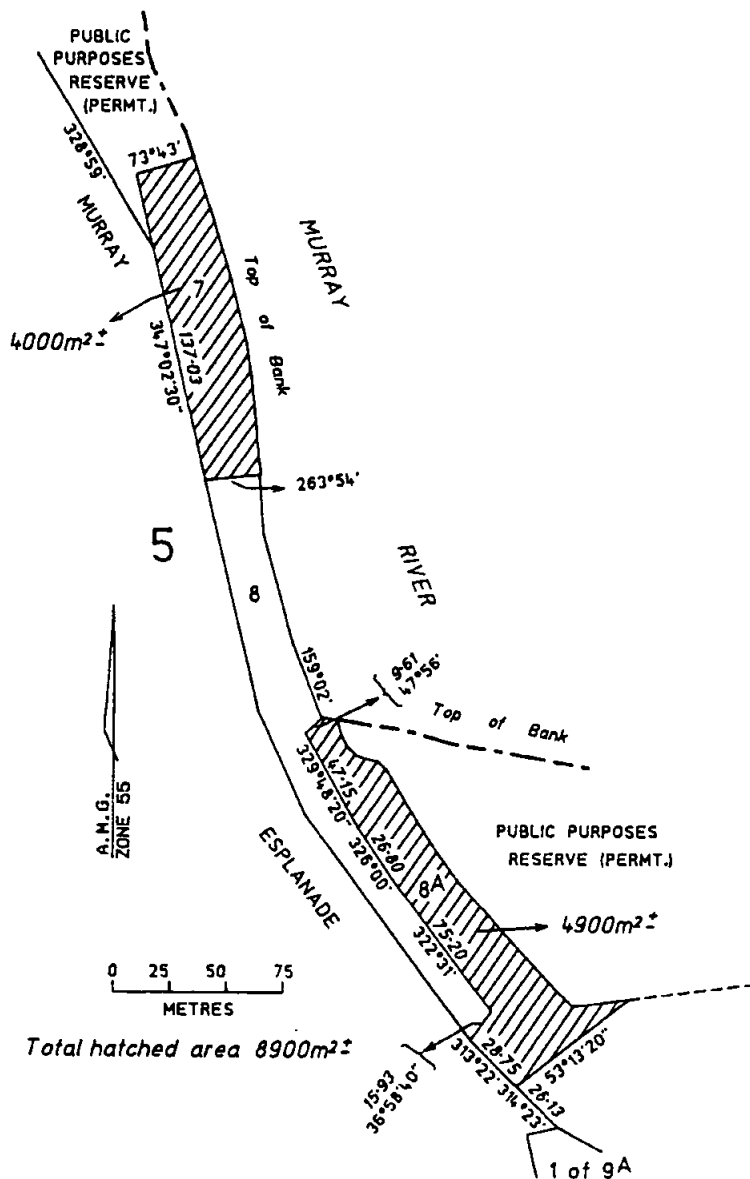 PUBLIC
PURPOSES
RESERVE
(PERMT.)
328°59'
73°43'
MURRAY
MURRAY
Top of Bank
7
4000m²±
137·03
347°02'30"
263°54'
5
8
RIVER
159°02'
9·61
47°56'
Top of Bank
A.M.G.
ZONE 55
47·15
329°48'20"
26·80
326°00'
ESPLANADE
PUBLIC PURPOSES
RESERVE (PERMT.)
8A
4900m²±
75·20
322°31'
0 25 50 75
METRES
Total hatched area 8900m²±
15·93
36°58'40"
28·75
313°22'
53°13'20"
26·13
314°23'
1 of 9A